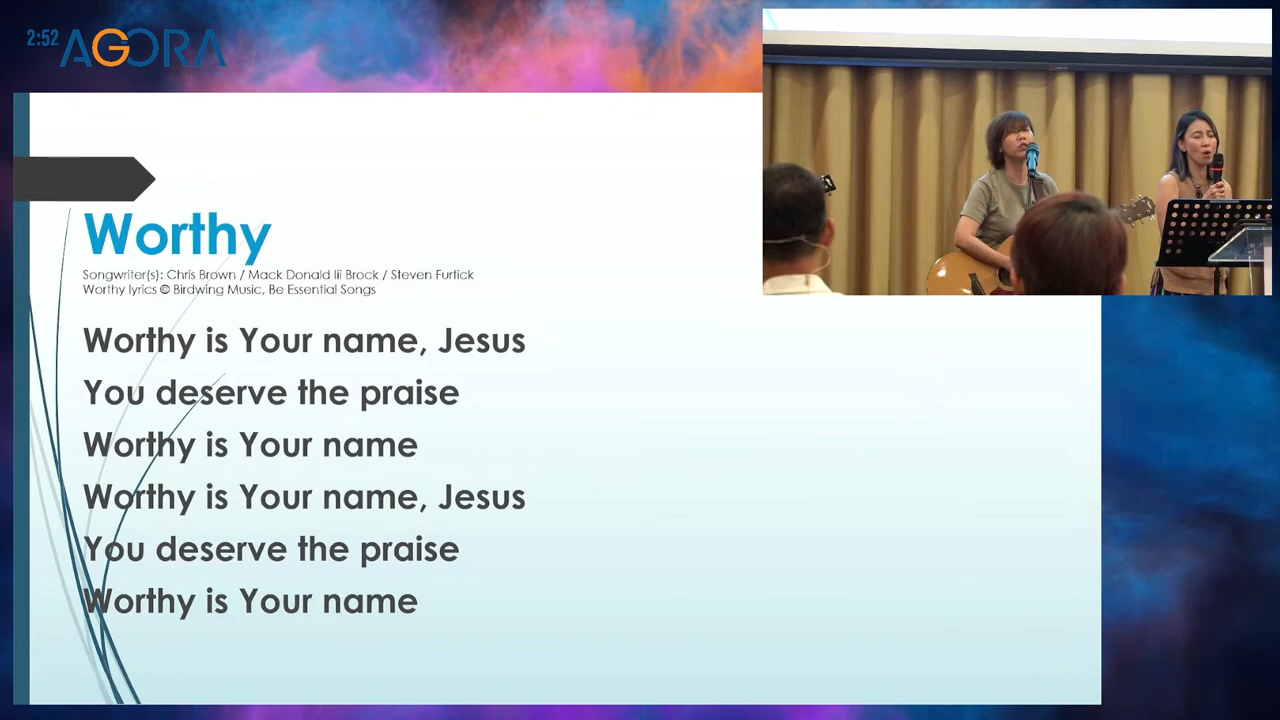 2:52 AGORA
Worthy
Songwriter(s): Chris Brown / Mack Donald Iii Brock / Steven Furtick
Worthy lyrics © Birdwing Music, Be Essential Songs
Worthy is Your name, Jesus
You deserve the praise
Worthy is Your name
Worthy is Your name, Jesus
You deserve the praise
Worthy is Your name